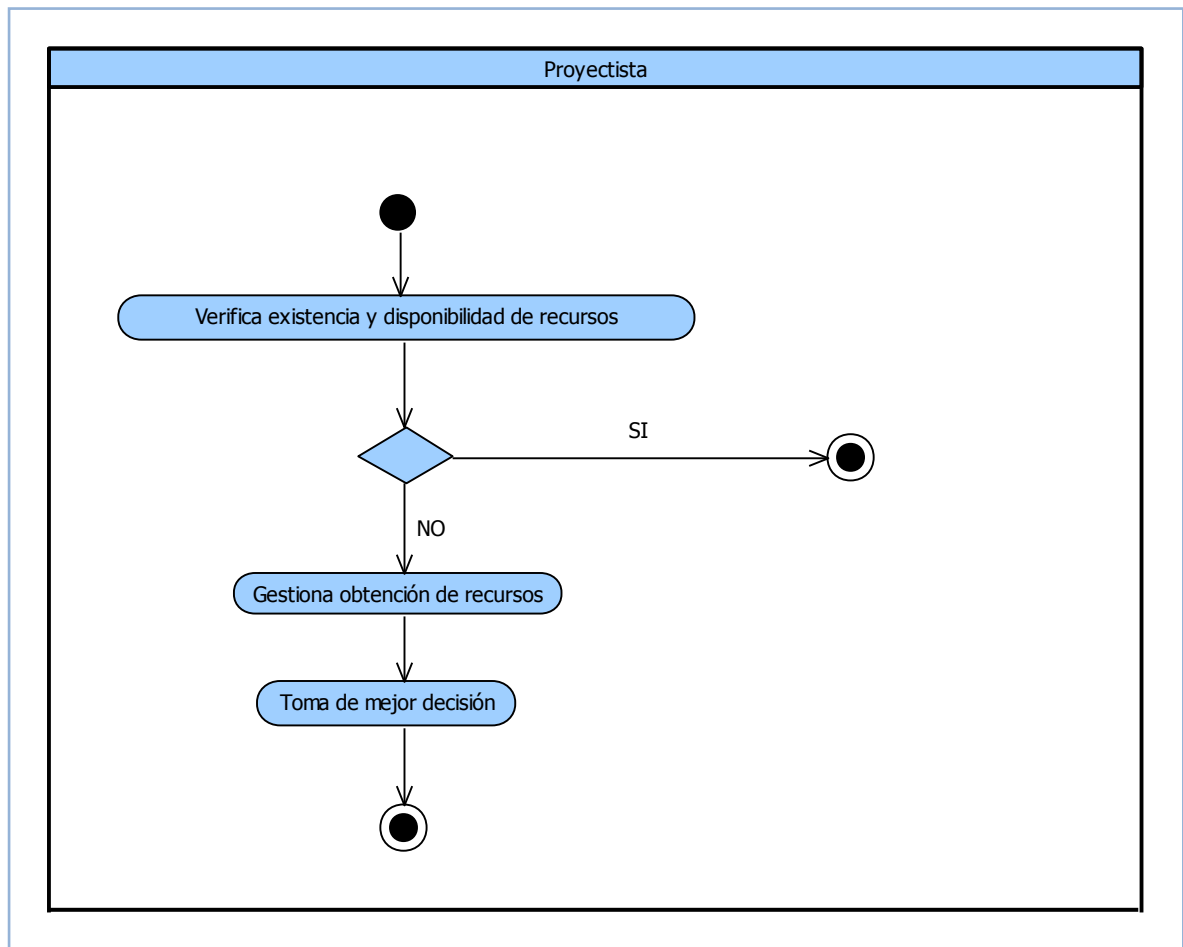 Proyectista
Verifica existencia y disponibilidad de recursos
SI
NO
Gestiona obtención de recursos
Toma de mejor decisión